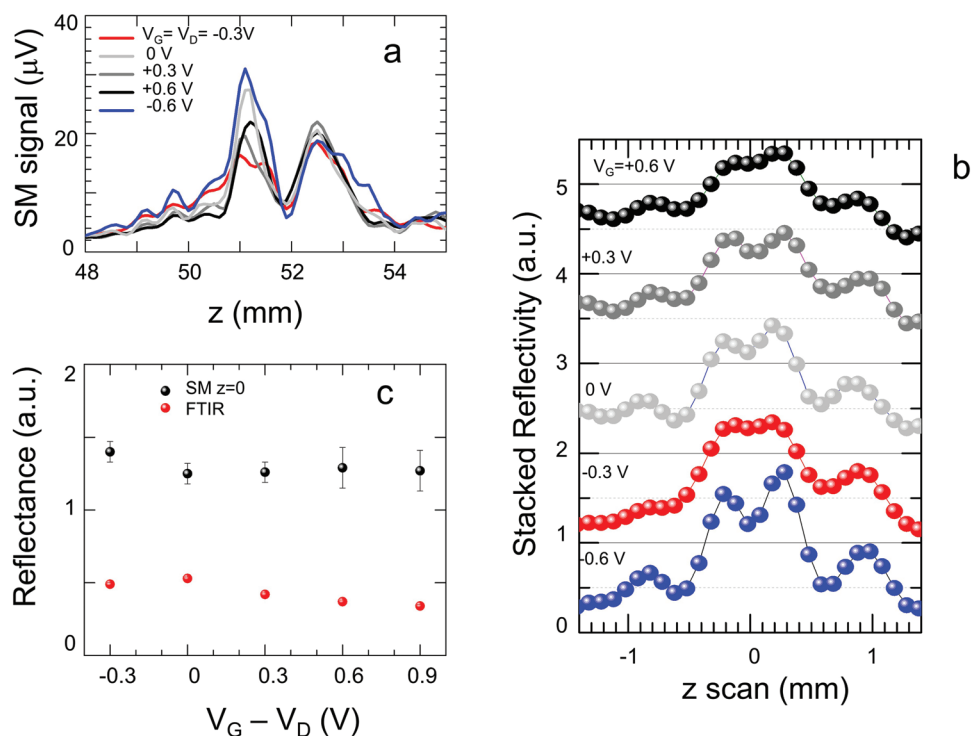 40
20
0
SM signal (μV)
V_G= V_D= -0.3V
0 V
+0.3 V
+0.6 V
-0.6 V
a
48 50 52 54
z (mm)
b
V_G=+0.6 V
+0.3 V
0 V
-0.3 V
-0.6 V
5
4
3
2
1
0
Stacked Reflectivity (a.u.)
-1 0 1
z scan (mm)
2
1
0
Reflectance (a.u.)
SM z=0
FTIR
c
-0.3 0 0.3 0.6 0.9
V_G – V_D (V)